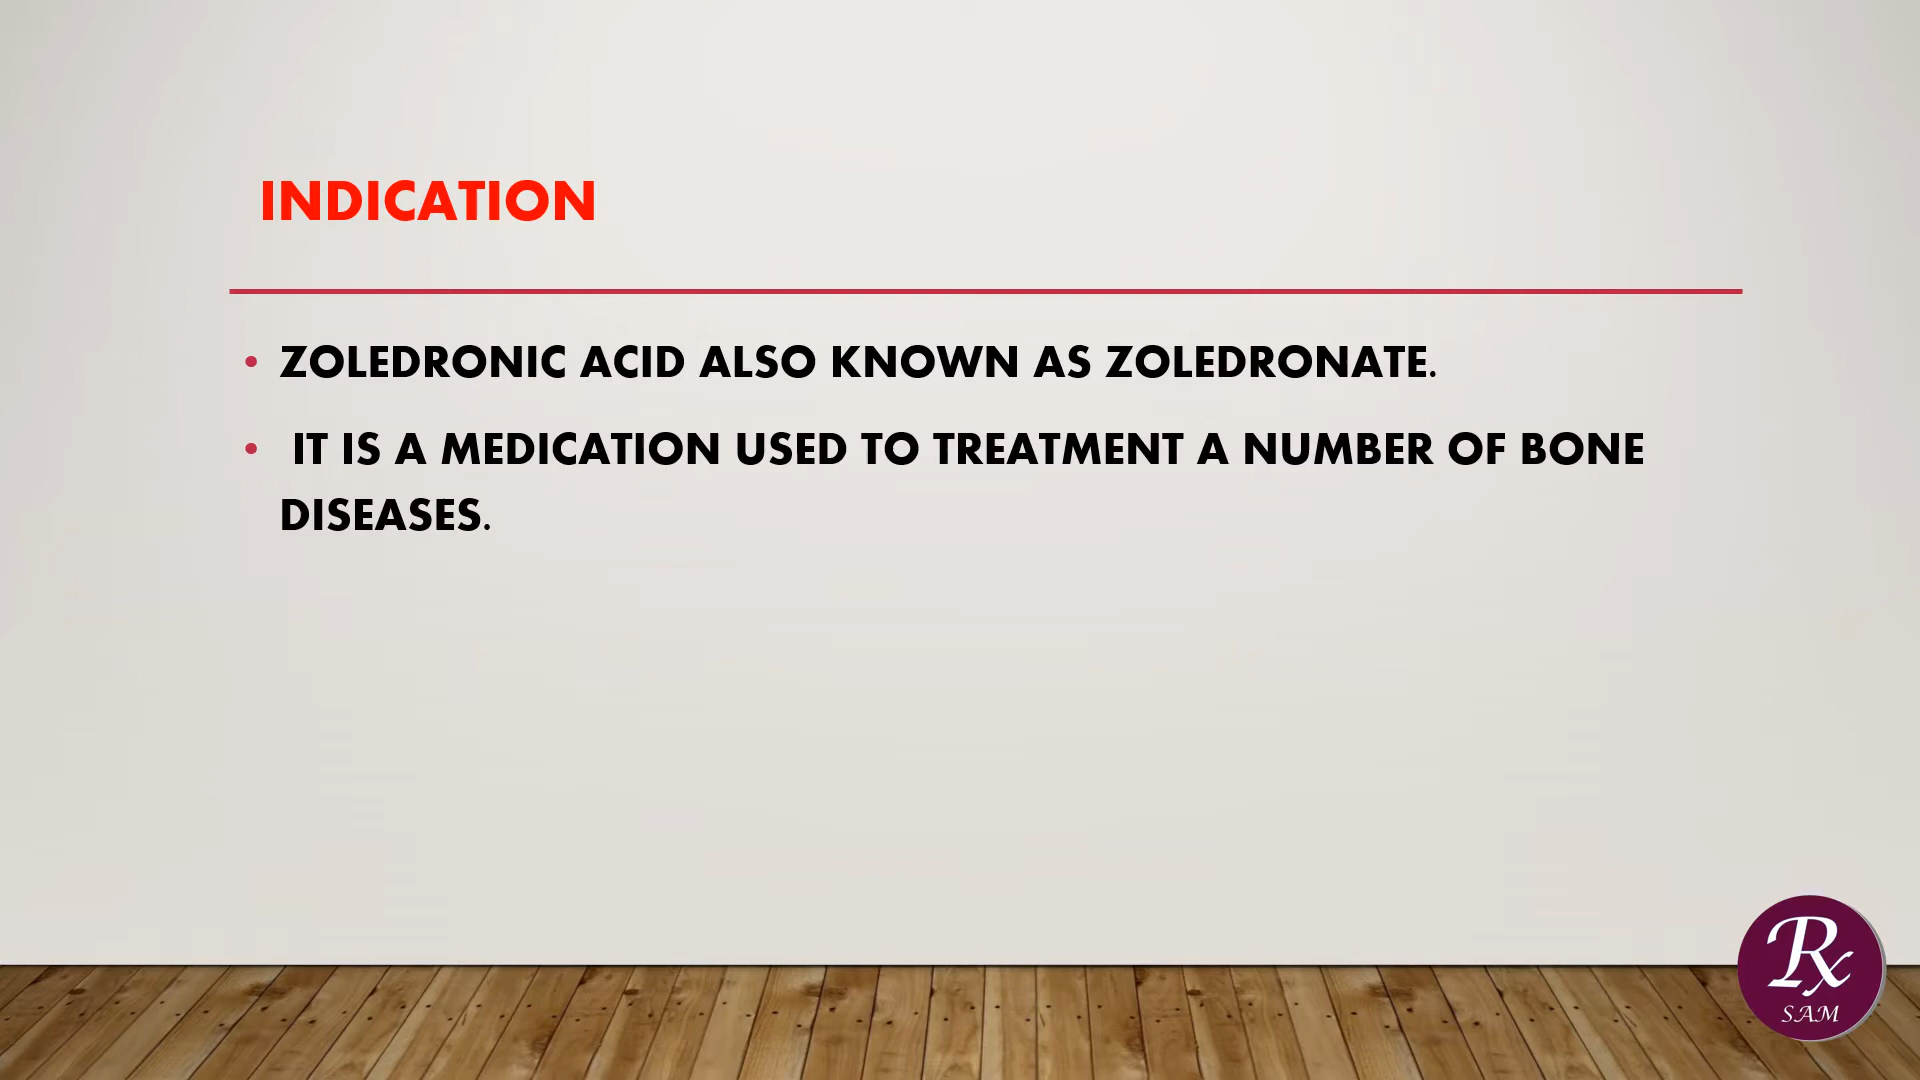 INDICATION
• ZOLEDRONIC ACID ALSO KNOWN AS ZOLEDRONATE.
• IT IS A MEDICATION USED TO TREATMENT A NUMBER OF BONE
DISEASES.
Rx
SAM